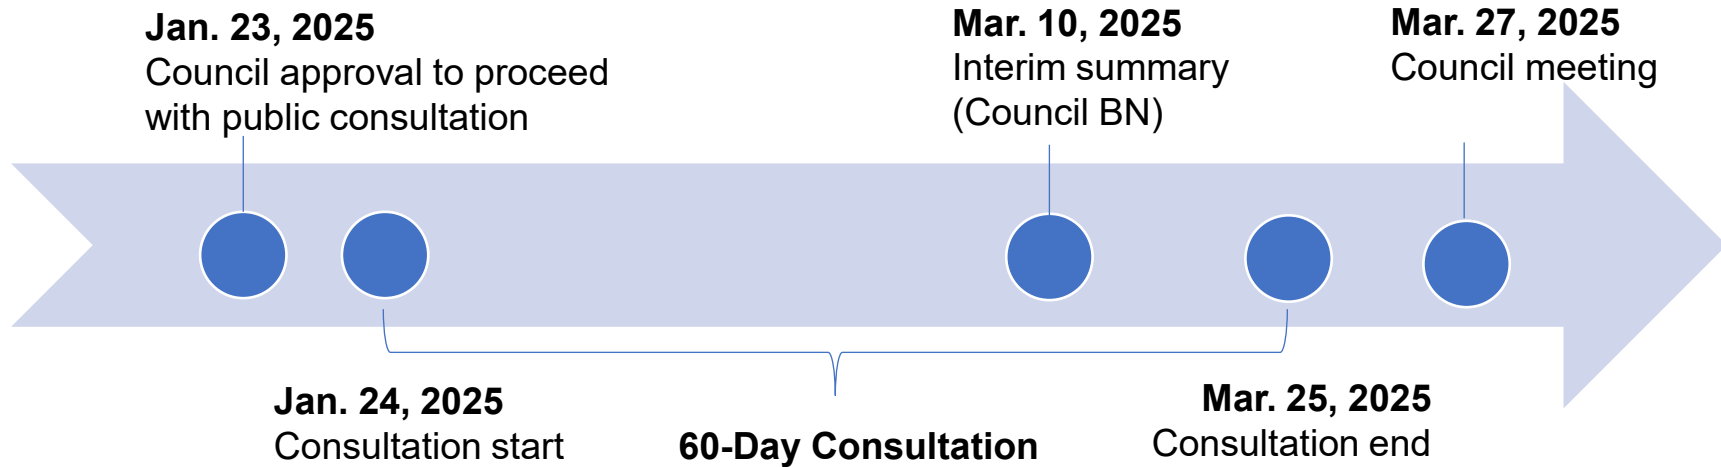 Jan. 23, 2025
Council approval to proceed
with public consultation
Mar. 10, 2025
Interim summary
(Council BN)
Mar. 27, 2025
Council meeting
Jan. 24, 2025
Consultation start
60-Day Consultation
Mar. 25, 2025
Consultation end